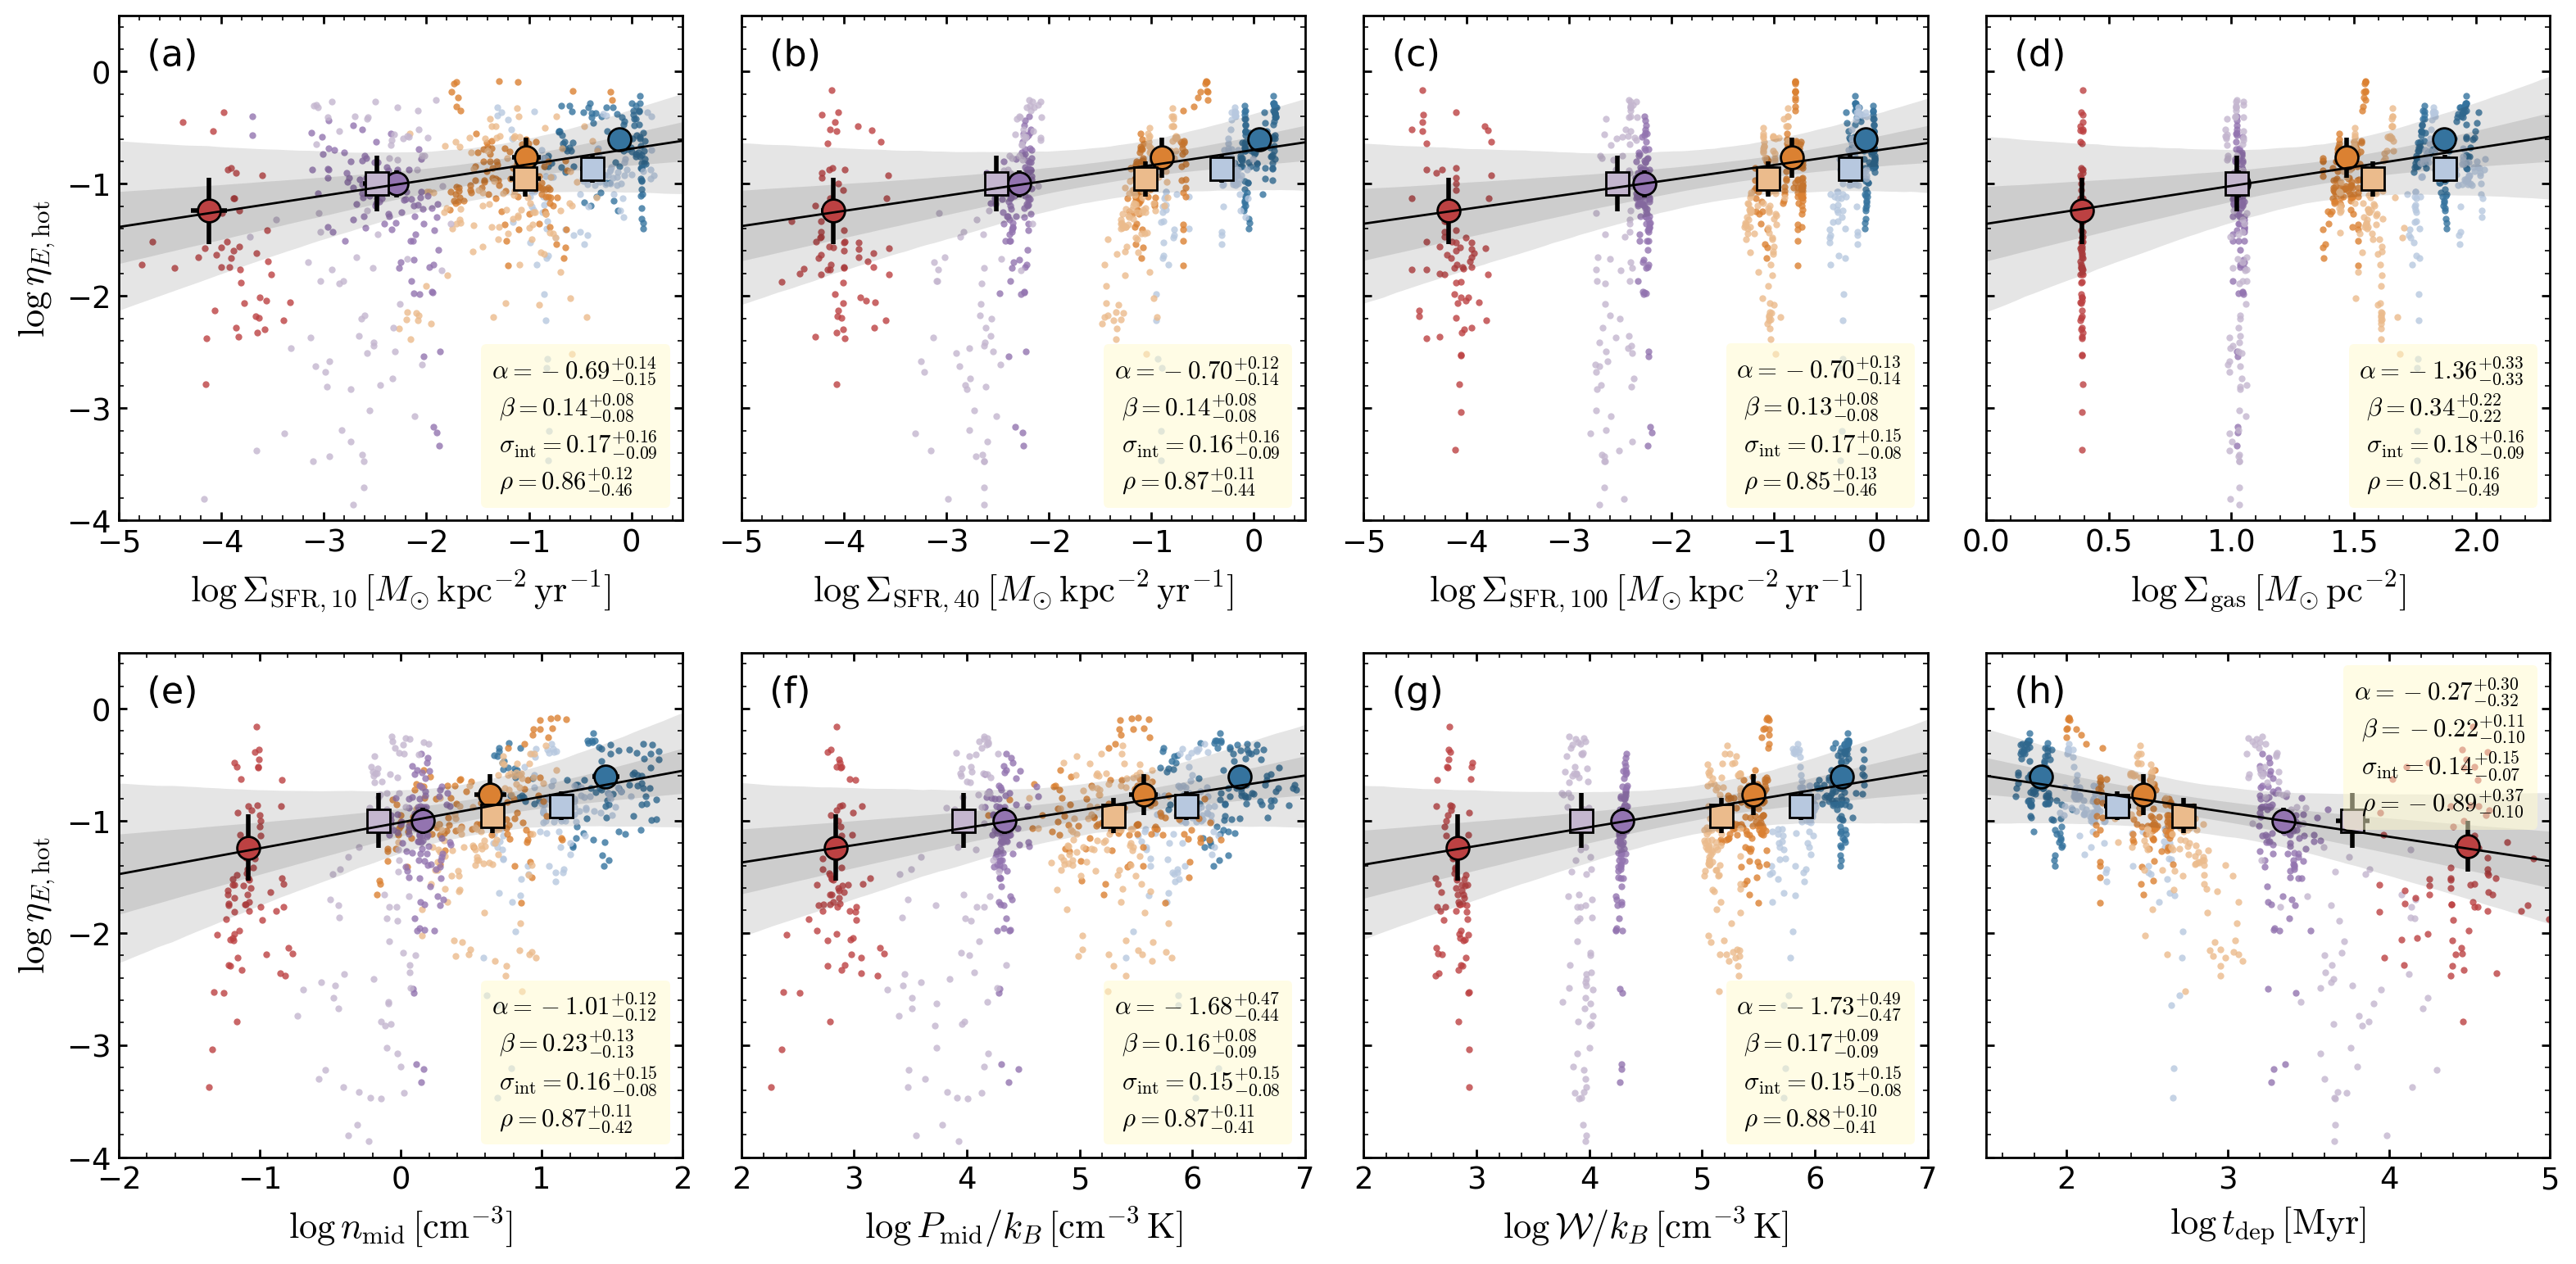 (a)
(b)
(c)
(d)
log η_{E, hot}
0
−1
−2
−3
−4
α = −0.69^{+0.14}_{−0.15}
β = 0.14^{+0.08}_{−0.08}
σ_{int} = 0.17^{+0.16}_{−0.09}
ρ = 0.86^{+0.12}_{−0.46}
α = −0.70^{+0.12}_{−0.14}
β = 0.14^{+0.08}_{−0.08}
σ_{int} = 0.16^{+0.16}_{−0.09}
ρ = 0.87^{+0.11}_{−0.44}
α = −0.70^{+0.13}_{−0.14}
β = 0.13^{+0.08}_{−0.08}
σ_{int} = 0.17^{+0.15}_{−0.08}
ρ = 0.85^{+0.13}_{−0.46}
α = −1.36^{+0.33}_{−0.33}
β = 0.34^{+0.22}_{−0.22}
σ_{int} = 0.18^{+0.16}_{−0.09}
ρ = 0.81^{+0.16}_{−0.49}
−5 −4 −3 −2 −1 0
−5 −4 −3 −2 −1 0
−5 −4 −3 −2 −1 0
0.0 0.5 1.0 1.5 2.0
log Σ_{SFR, 10} [M_⊙ kpc^{−2} yr^{−1}]
log Σ_{SFR, 40} [M_⊙ kpc^{−2} yr^{−1}]
log Σ_{SFR, 100} [M_⊙ kpc^{−2} yr^{−1}]
log Σ_{gas} [M_⊙ pc^{−2}]
(e)
(f)
(g)
(h)
log η_{E, hot}
0
−1
−2
−3
−4
α = −1.01^{+0.12}_{−0.12}
β = 0.23^{+0.13}_{−0.13}
σ_{int} = 0.16^{+0.15}_{−0.08}
ρ = 0.87^{+0.11}_{−0.42}
α = −1.68^{+0.47}_{−0.44}
β = 0.16^{+0.08}_{−0.09}
σ_{int} = 0.15^{+0.15}_{−0.08}
ρ = 0.87^{+0.11}_{−0.41}
α = −1.73^{+0.49}_{−0.47}
β = 0.17^{+0.09}_{−0.09}
σ_{int} = 0.15^{+0.15}_{−0.08}
ρ = 0.88^{+0.10}_{−0.41}
α = −0.27^{+0.30}_{−0.32}
β = −0.22^{+0.11}_{−0.10}
σ_{int} = 0.14^{+0.15}_{−0.07}
ρ = −0.89^{+0.37}_{−0.10}
−2 −1 0 1 2
2 3 4 5 6 7
2 3 4 5 6 7
2 3 4 5
log n_{mid} [cm^{−3}]
log P_{mid}/k_B [cm^{−3} K]
log 𝒲/k_B [cm^{−3} K]
log t_{dep} [Myr]